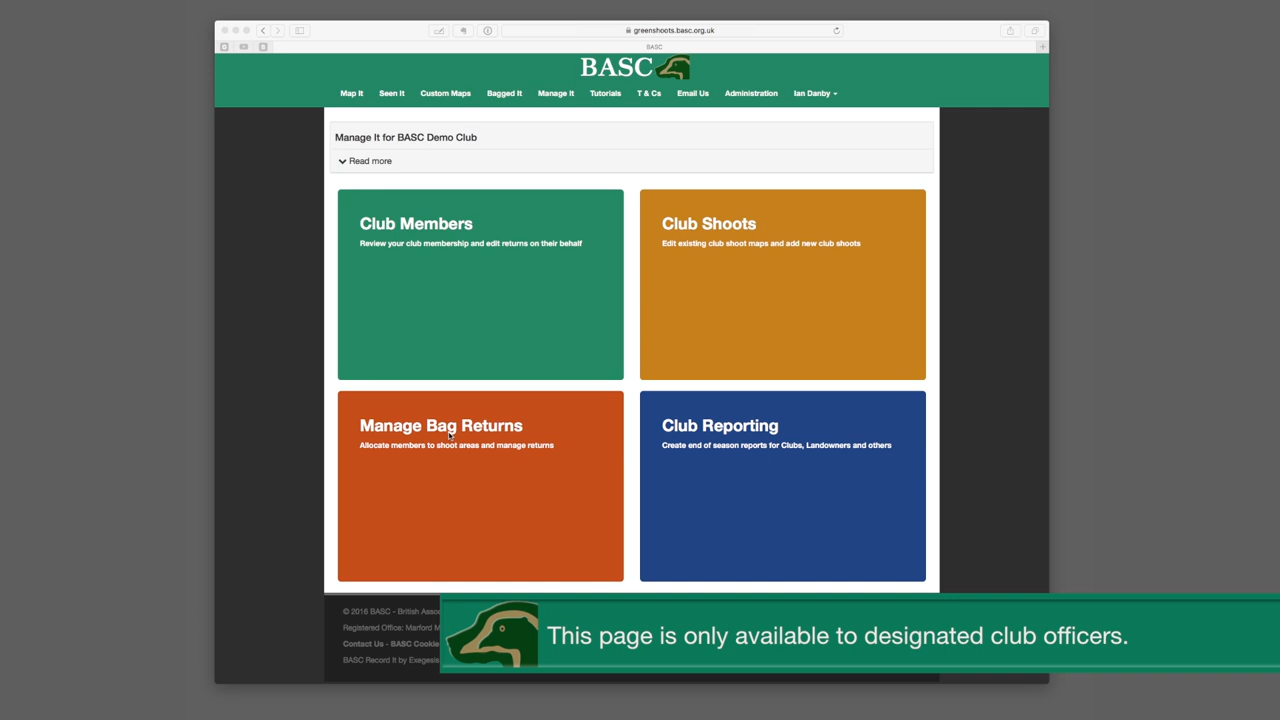 greenshoots.basc.org.uk
BASC
BASC
Map It Seen It Custom Maps Bagged It Manage It Tutorials T & Cs Email Us Administration Ian Danby
Manage It for BASC Demo Club
Read more
Club Members
Review your club membership and edit returns on their behalf
Club Shoots
Edit existing club shoot maps and add new club shoots
Manage Bag Returns
Allocate members to shoot areas and manage returns
Club Reporting
Create end of season reports for Clubs, Landowners and others
© 2016 BASC - British
Registered Office: Marford
Contact Us - BASC Cookie
BASC Record It by Exegesis
This page is only available to designated club officers.